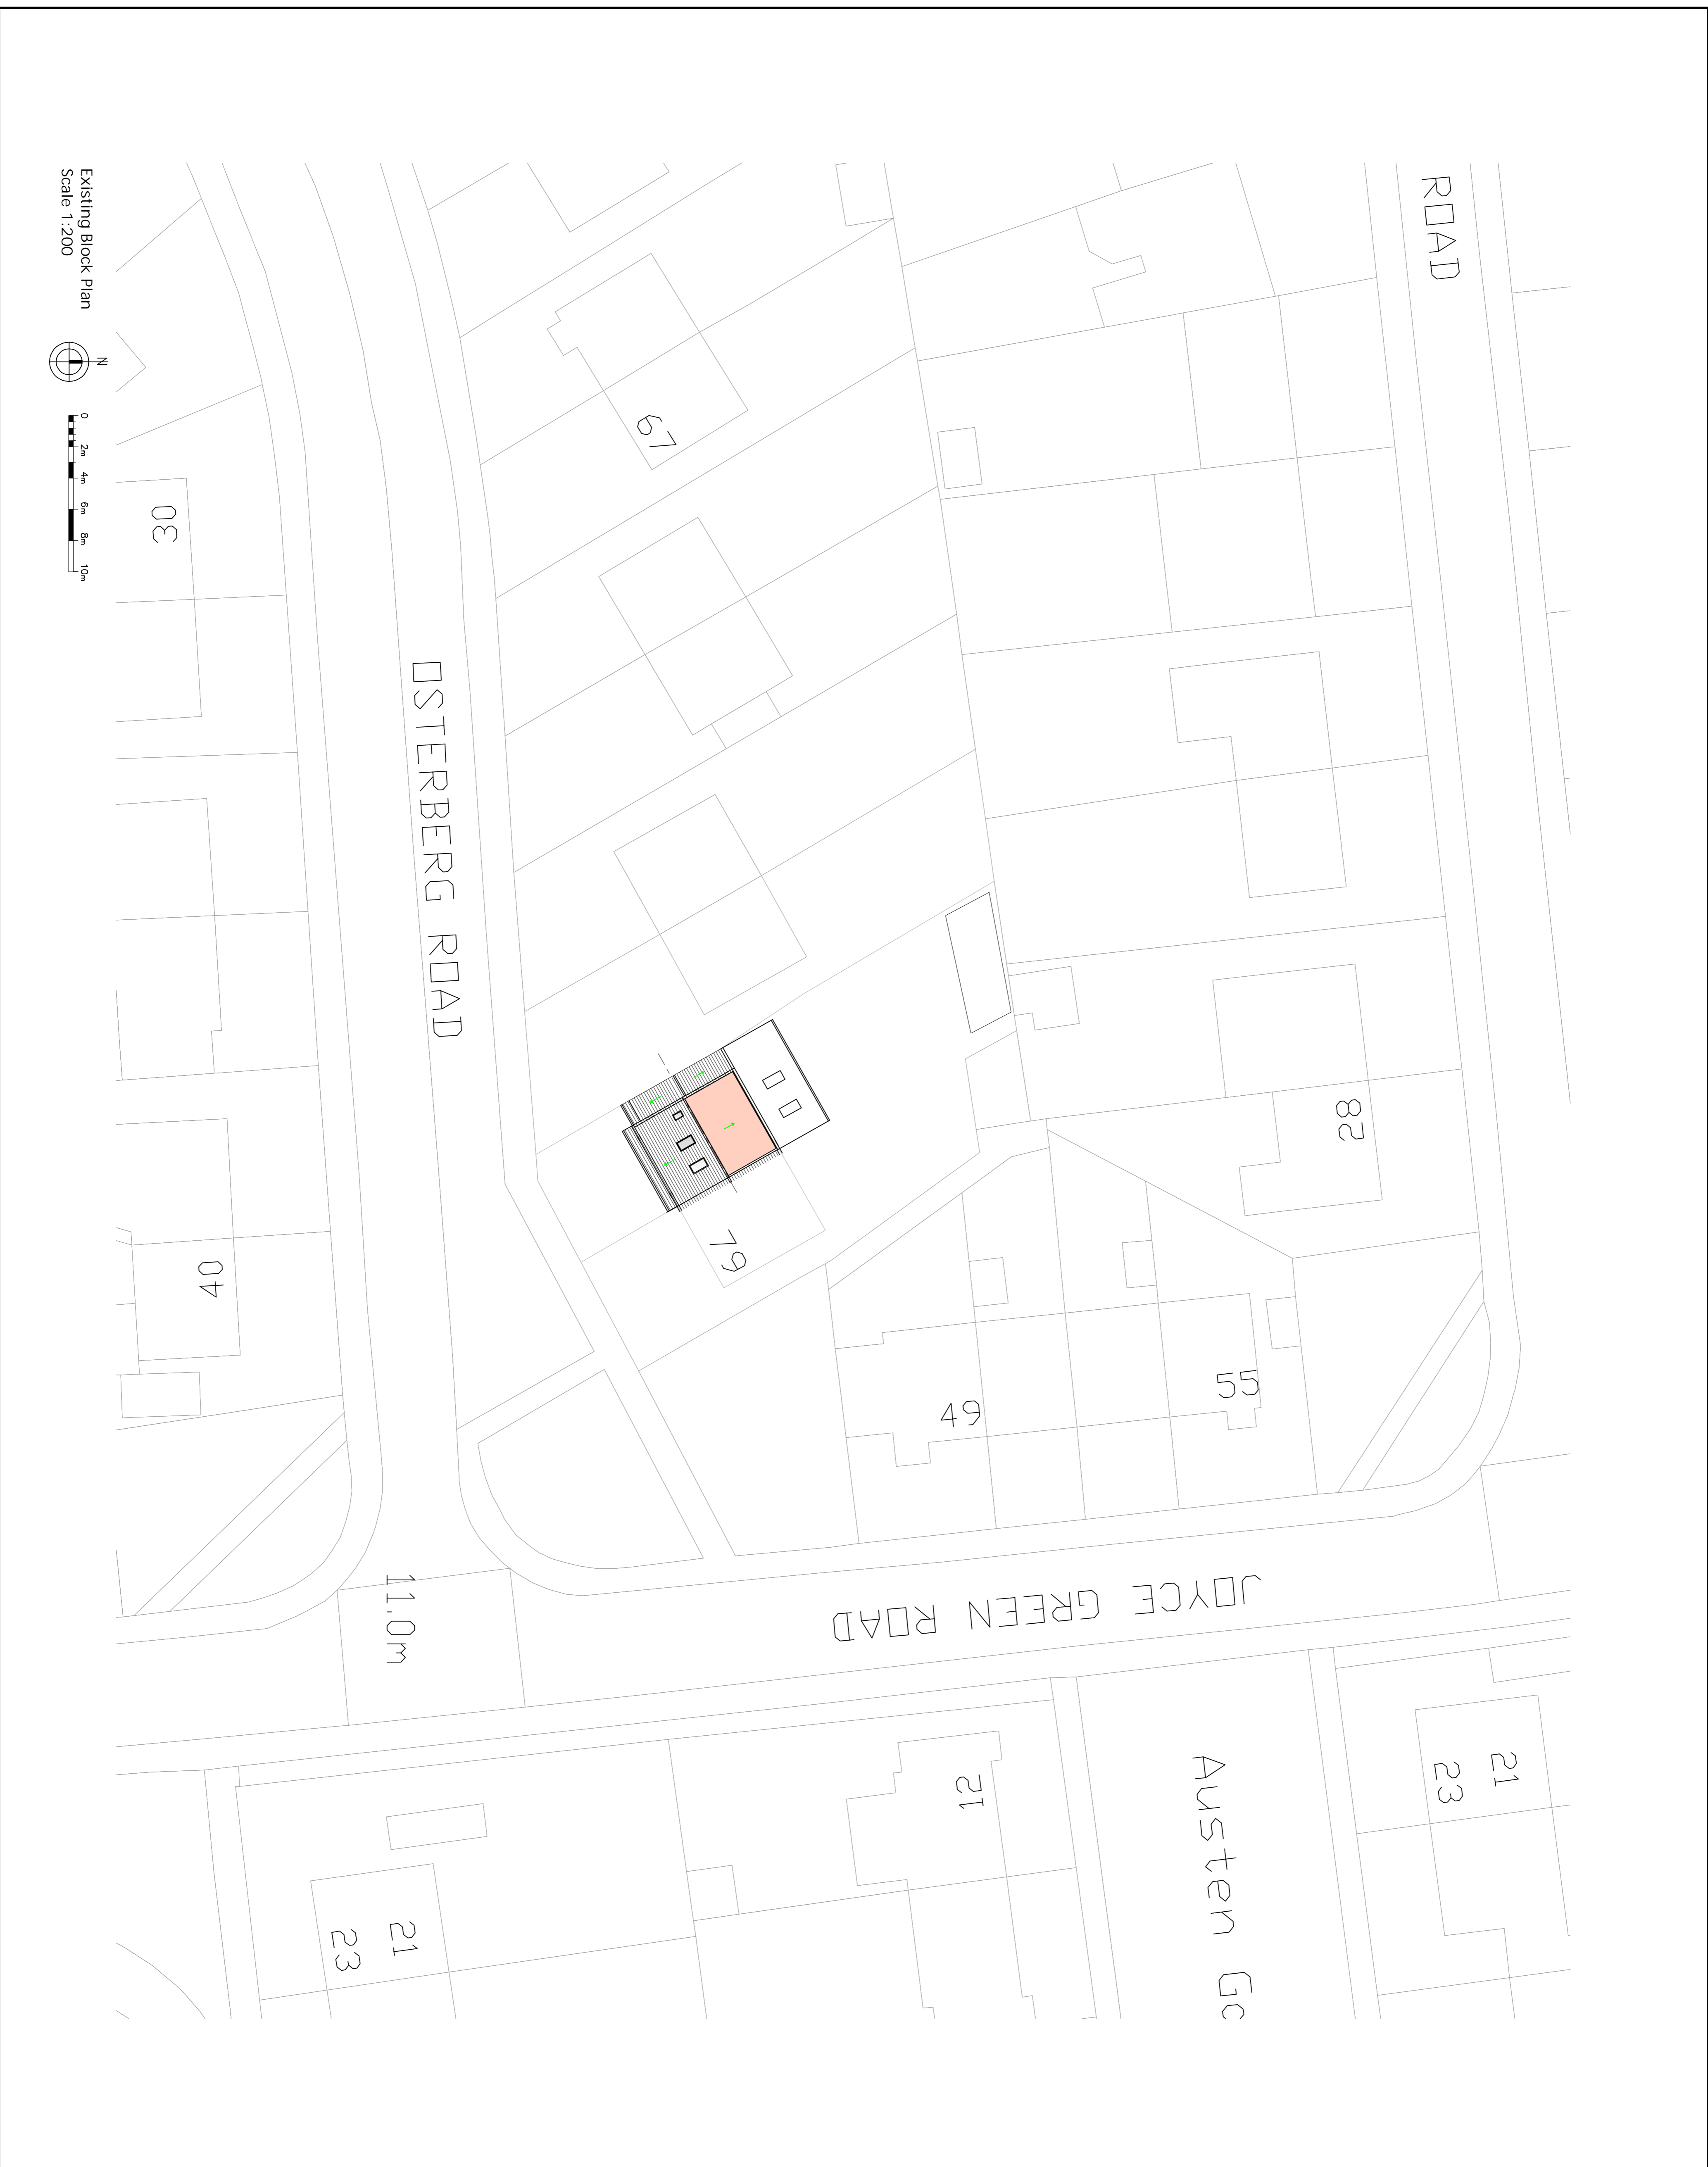 Existing Block Plan
Scale 1:200
N
0 2m 4m 6m 8m 10m
ROAD
67
30
OSTERBERG ROAD
79
40
82
55
49
11.0m
JOYCE GREEN ROAD
12
Austen
21
23
21
23